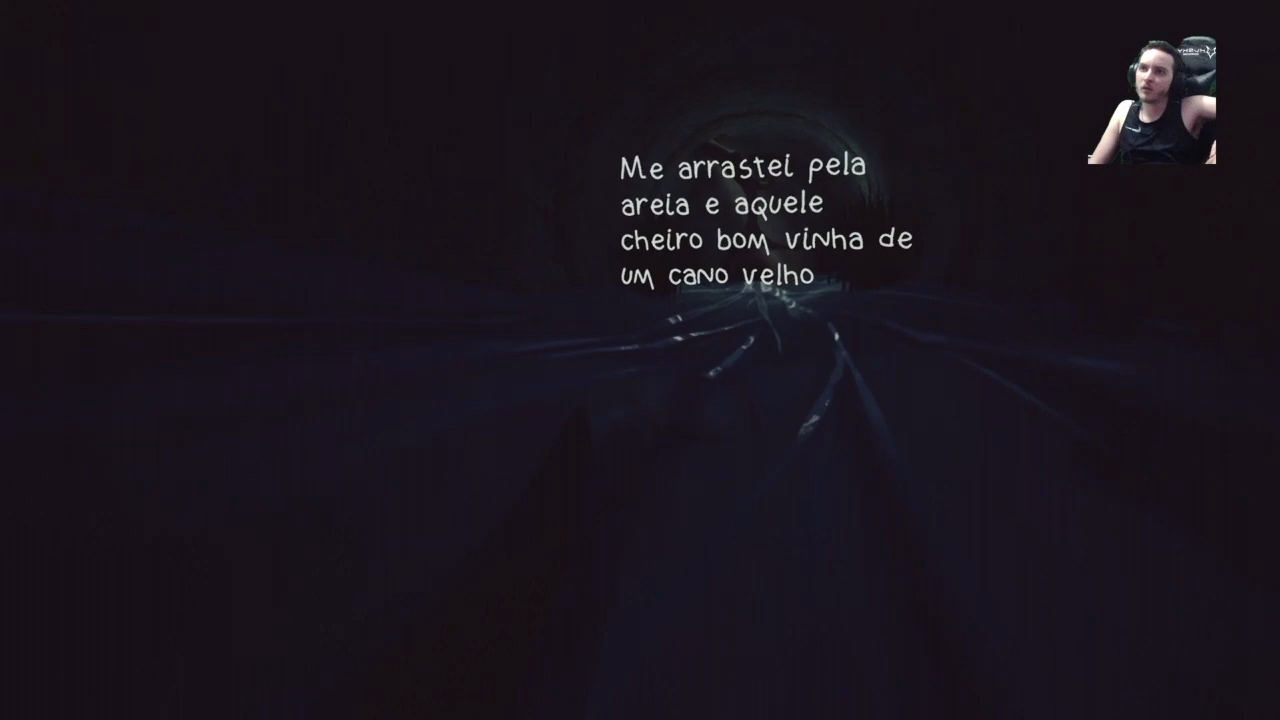 Me arrastei pela
areia e aquele
cheiro bom vinha de
um cano velho